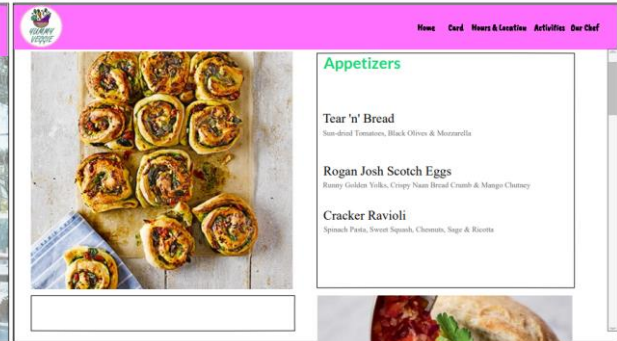 YUMMY
VEGGIE
Home Card Hours & Location Activities Our Chef
Appetizers
Tear 'n' Bread
Sun-dried Tomatoes, Black Olives & Mozzarella
Rogan Josh Scotch Eggs
Runny Golden Yolks, Crispy Naan Bread Crumb & Mango Chutney
Cracker Ravioli
Spinach Pasta, Sweet Squash, Chestnuts, Sage & Ricotta